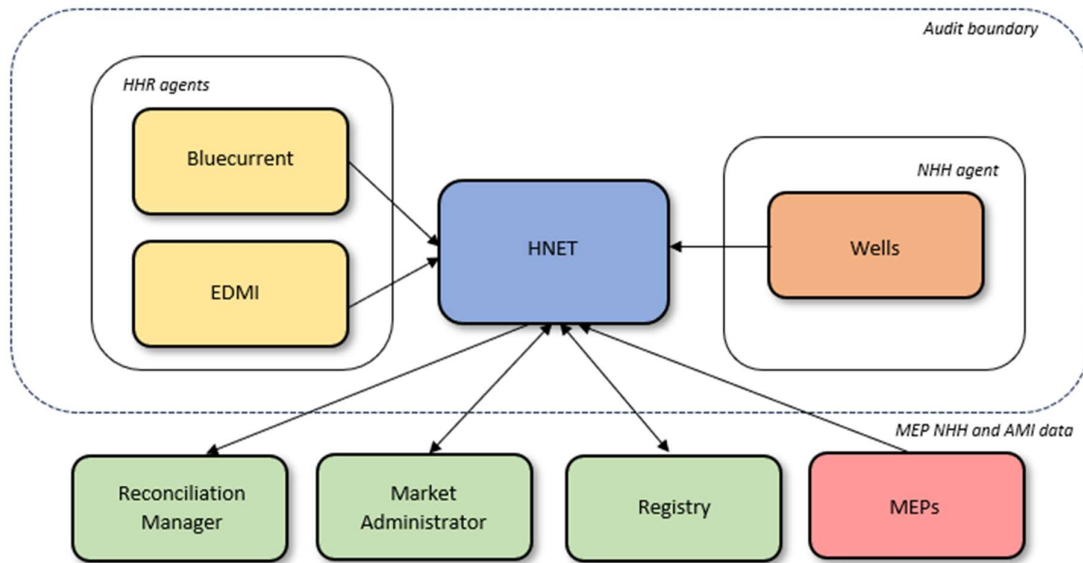 Audit boundary
HHR agents
Bluecurrent
EDMI
HNET
NHH agent
Wells
MEP NHH and AMI data
Reconciliation
Manager
Market
Administrator
Registry
MEPs